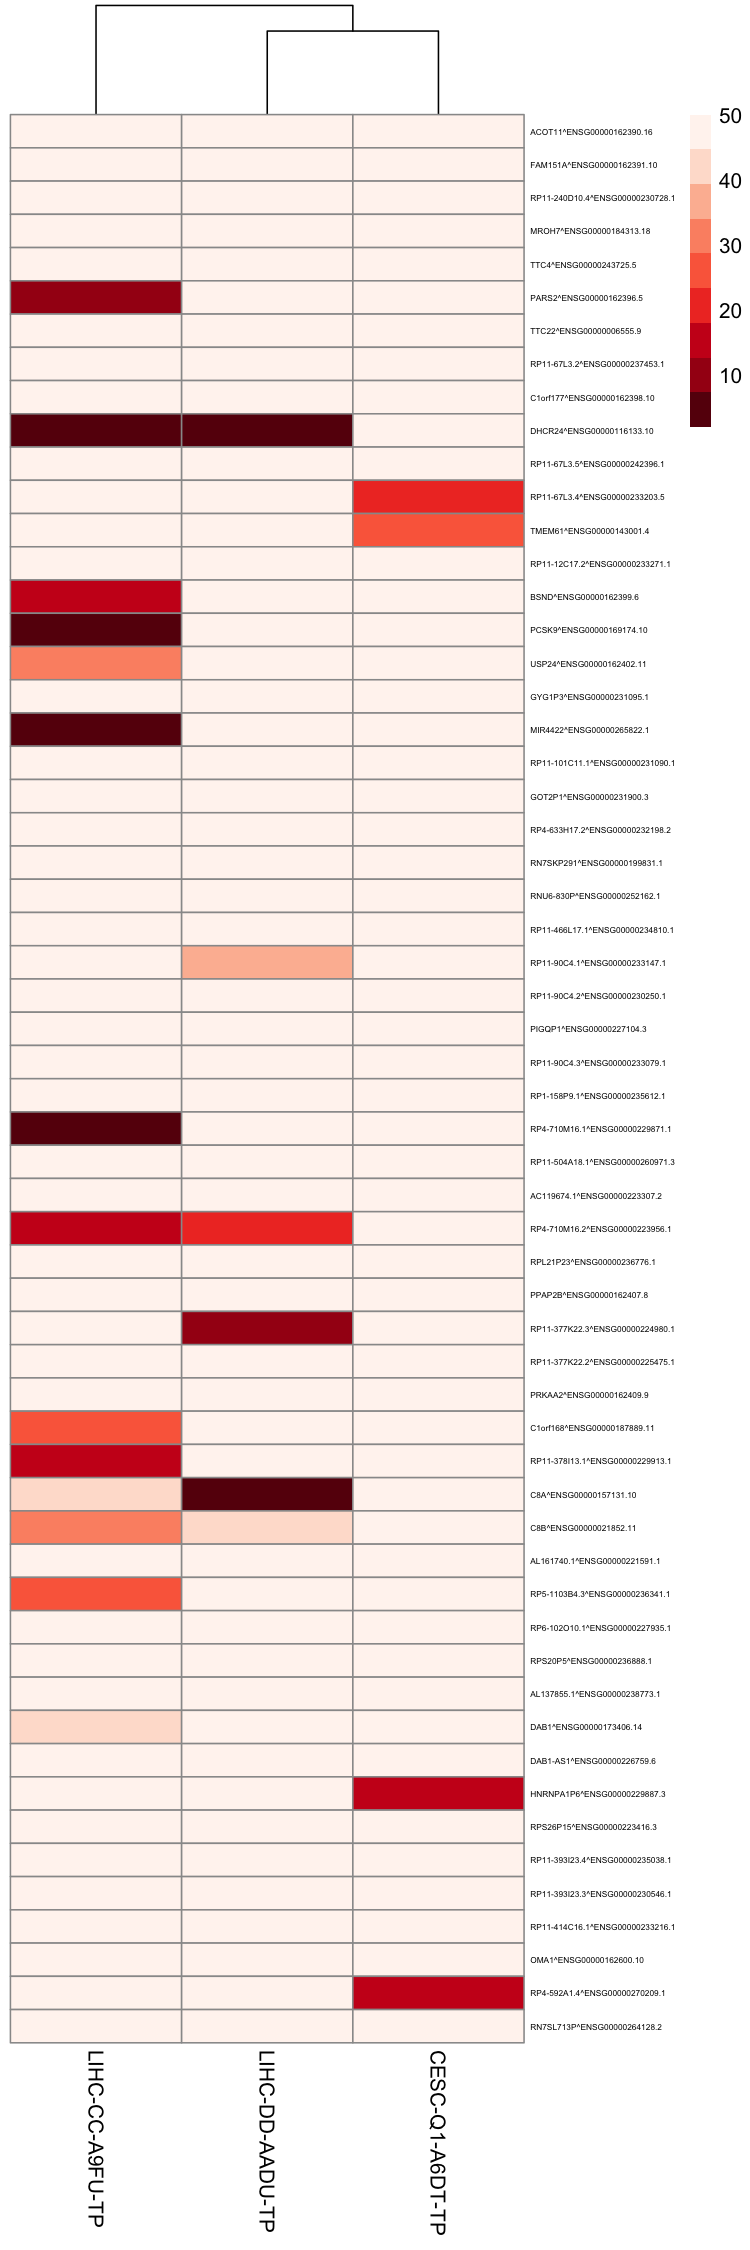 ACOT11^ENSG00000162390.16
FAM151A^ENSG00000162391.10
RP11-240D10.4^ENSG00000230728.1
MROH7^ENSG00000184313.18
TTC4^ENSG00000243725.5
PARS2^ENSG00000162396.5
TTC22^ENSG00000006555.9
RP11-67L3.2^ENSG00000237453.1
C1orf177^ENSG00000162398.10
DHCR24^ENSG00000116133.10
RP11-67L3.5^ENSG00000242396.1
RP11-67L3.4^ENSG00000233203.5
TMEM61^ENSG00000143001.4
RP11-12C17.2^ENSG00000233271.1
BSND^ENSG00000162399.6
PCSK9^ENSG00000169174.10
USP24^ENSG00000162402.11
GYG1P3^ENSG00000231095.1
MIR4422^ENSG00000265822.1
RP11-101C11.1^ENSG00000231090.1
GOT2P1^ENSG00000231900.3
RP4-633H17.2^ENSG00000232198.2
RN7SKP291^ENSG00000199831.1
RNU6-830P^ENSG00000252162.1
RP11-466L17.1^ENSG00000234810.1
RP11-90C4.1^ENSG00000233147.1
RP11-90C4.2^ENSG00000230250.1
PIGQP1^ENSG00000227104.3
RP11-90C4.3^ENSG00000233079.1
RP1-158P9.1^ENSG00000235612.1
RP4-710M16.1^ENSG00000229871.1
RP11-504A18.1^ENSG00000260971.3
AC119674.1^ENSG00000223307.2
RP4-710M16.2^ENSG00000223956.1
RPL21P23^ENSG00000236776.1
PPAP2B^ENSG00000162407.8
RP11-377K22.3^ENSG00000224980.1
RP11-377K22.2^ENSG00000225475.1
PRKAA2^ENSG00000162409.9
C1orf168^ENSG00000187889.11
RP11-378I13.1^ENSG00000229913.1
C8A^ENSG00000157131.10
C8B^ENSG00000021852.11
AL161740.1^ENSG00000221591.1
RP5-1103B4.3^ENSG00000236341.1
RP6-102O10.1^ENSG00000227935.1
RPS20P5^ENSG00000236888.1
AL137855.1^ENSG00000238773.1
DAB1^ENSG00000173406.14
DAB1-AS1^ENSG00000226759.6
HNRNPA1P6^ENSG00000229887.3
RPS26P15^ENSG00000223416.3
RP11-393I23.4^ENSG00000235038.1
RP11-393I23.3^ENSG00000230546.1
RP11-414C16.1^ENSG00000233216.1
OMA1^ENSG00000162600.10
RP4-592A1.4^ENSG00000270209.1
RN7SL713P^ENSG00000264128.2
50
40
30
20
10
LIHC-CC-A9FU-TP
LIHC-DD-AADU-TP
CESC-Q1-A6DT-TP